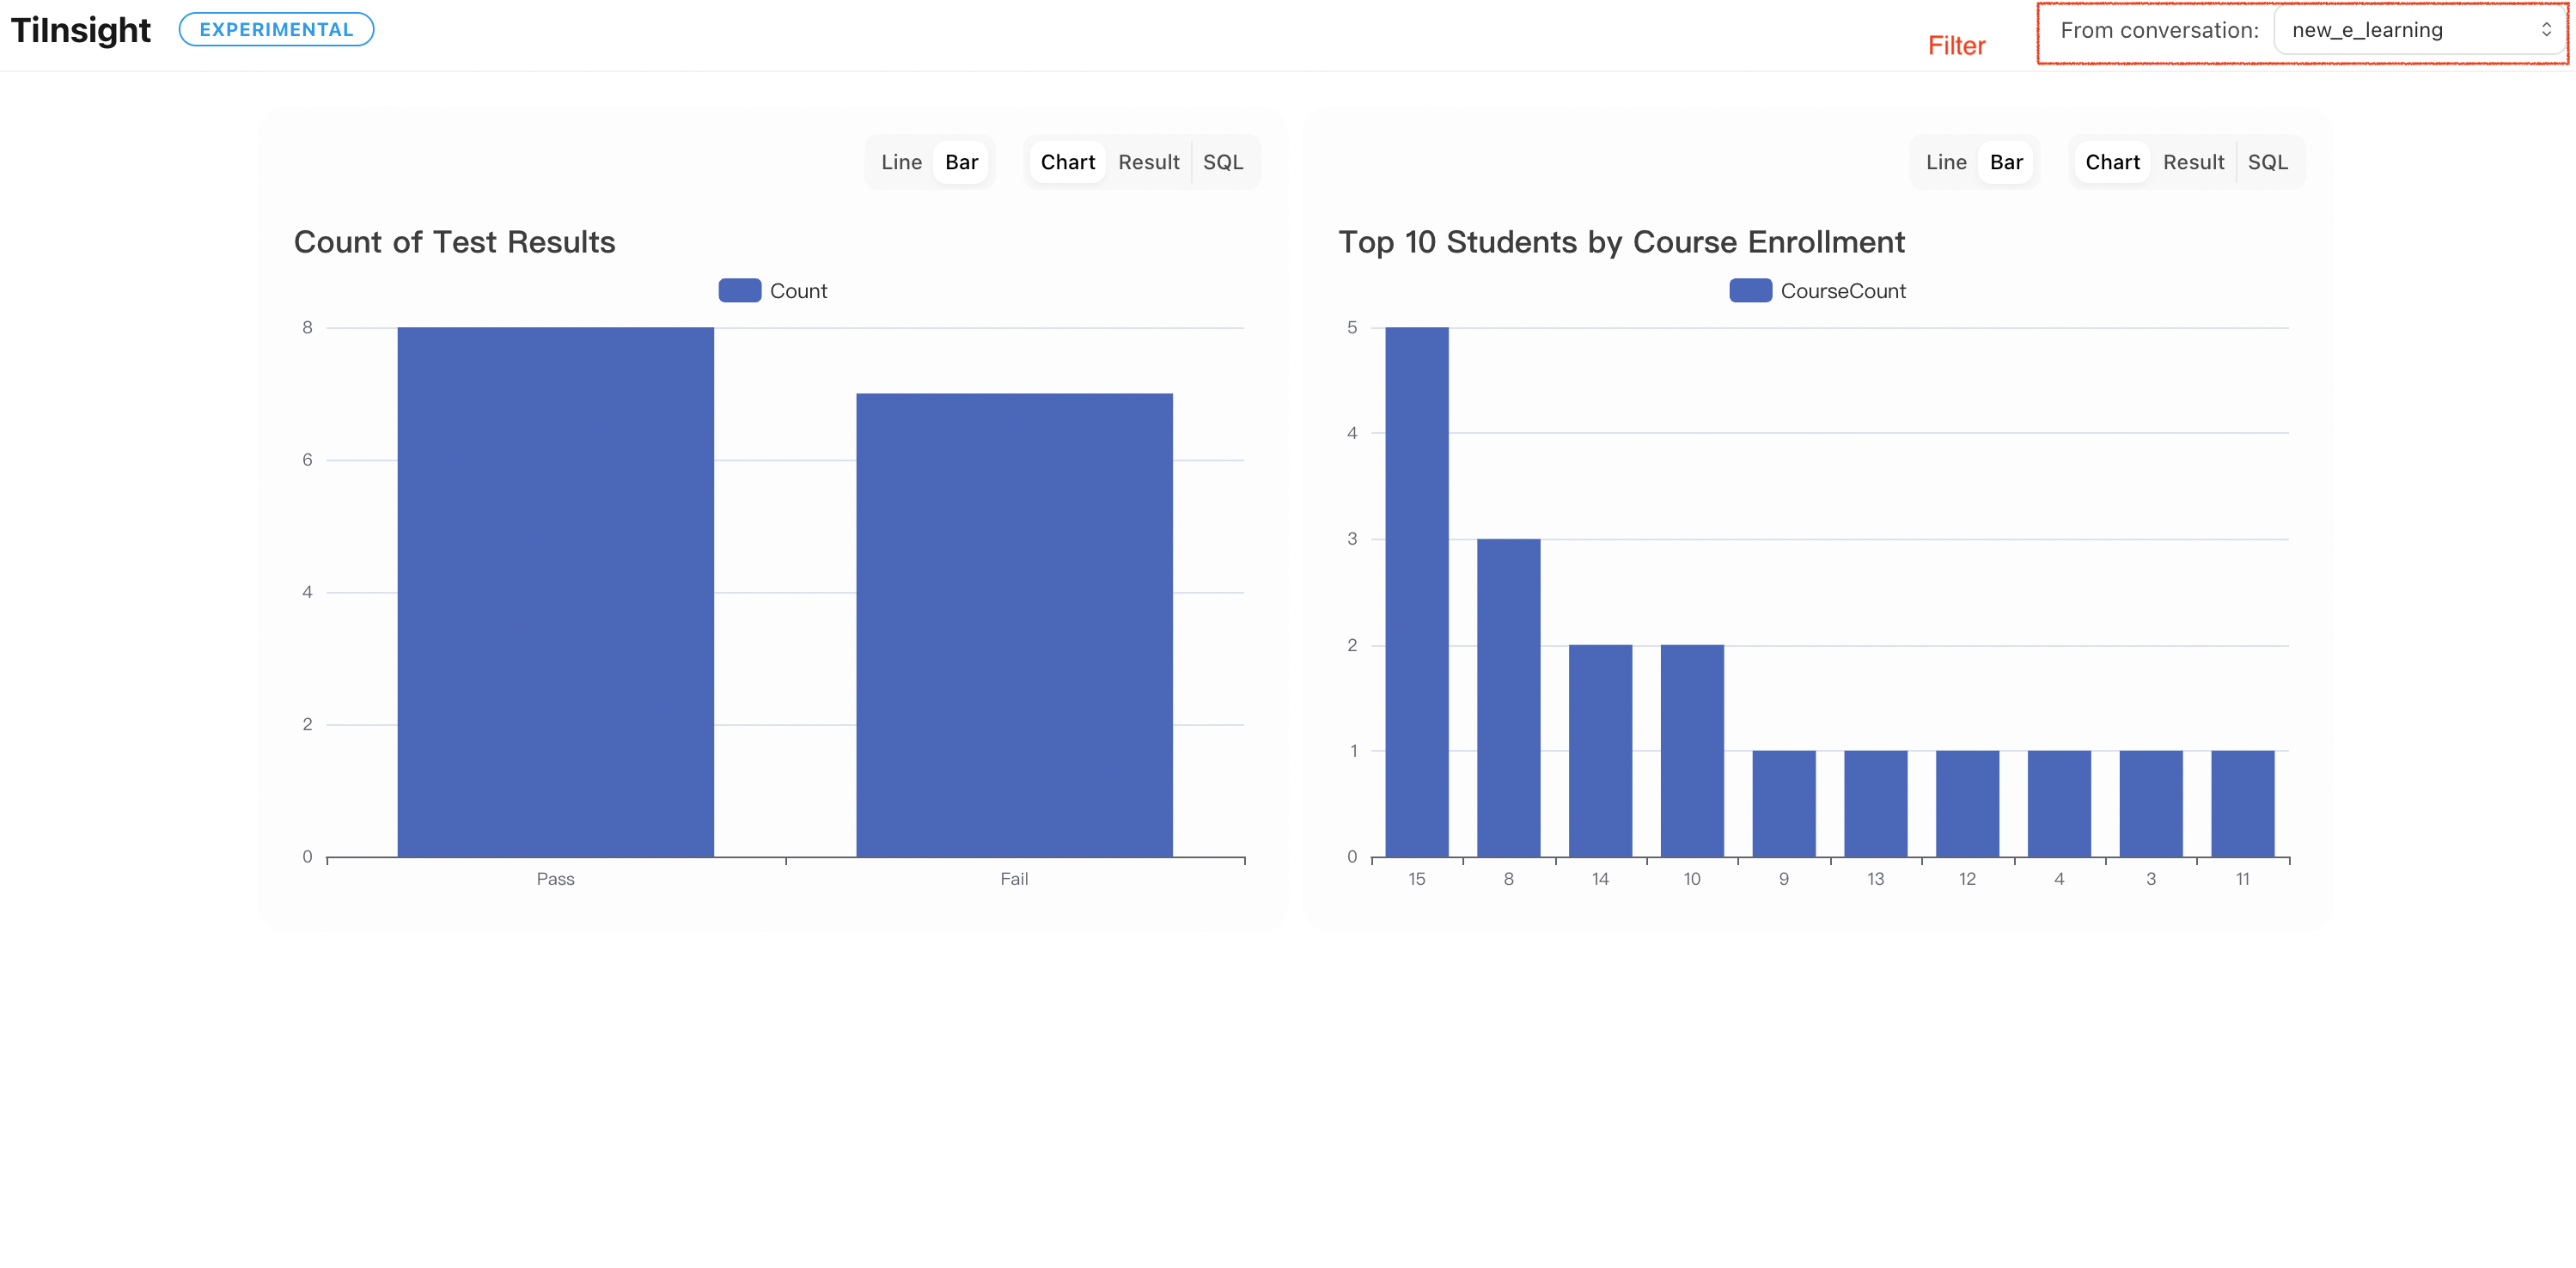 TiInsight EXPERIMENTAL
Filter
From conversation: new_e_learning
Line Bar Chart Result SQL
Count of Test Results
Count
8
6
4
2
0
Pass Fail
Line Bar Chart Result SQL
Top 10 Students by Course Enrollment
CourseCount
5
4
3
2
1
0
15 8 14 10 9 13 12 4 3 11